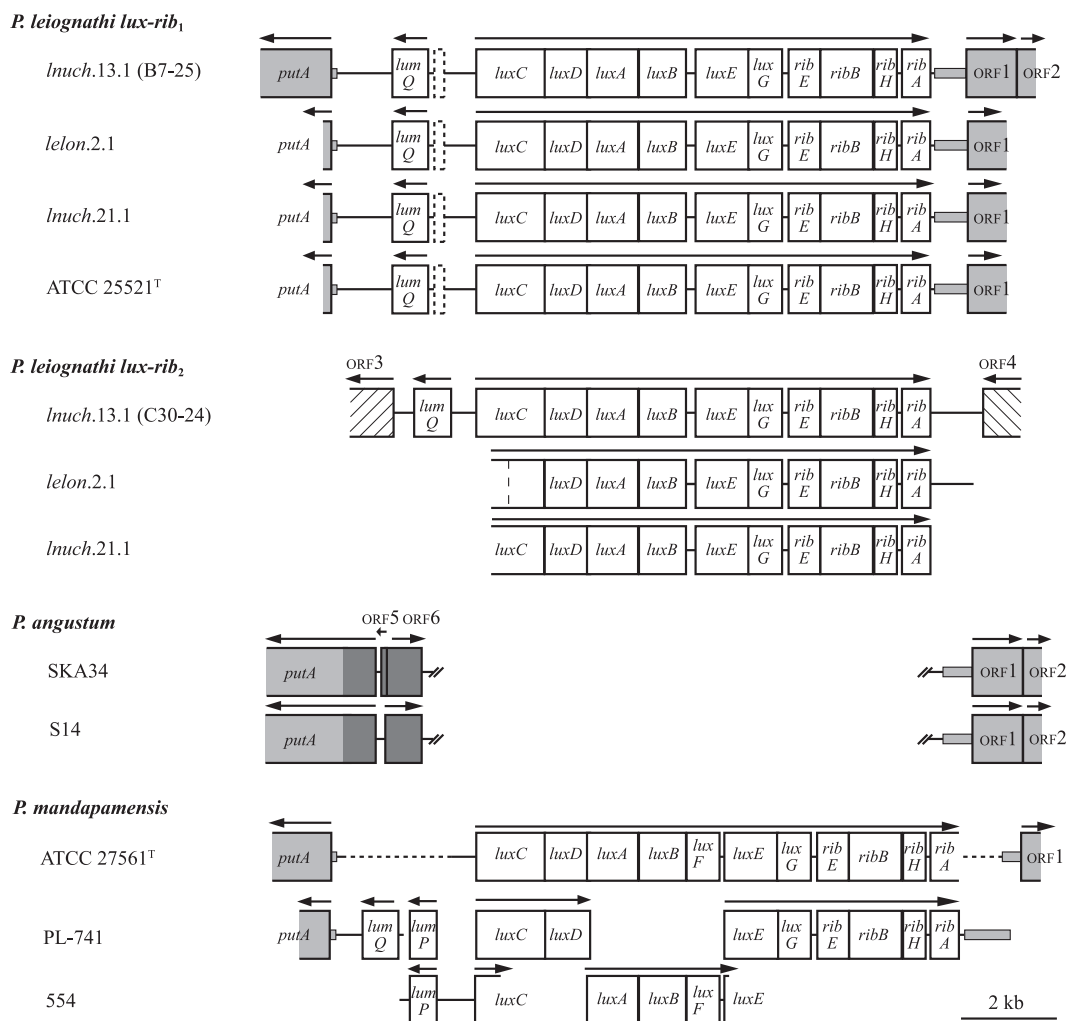 P. leiognathi lux-rib₁
lnuch.13.1 (B7-25) putA lum Q luxC luxD luxA luxB luxE lux G rib E ribB rib H rib A ORF1 ORF2
lelon.2.1 putA lum Q luxC luxD luxA luxB luxE lux G rib E ribB rib H rib A ORF1
lnuch.21.1 putA lum Q luxC luxD luxA luxB luxE lux G rib E ribB rib H rib A ORF1
ATCC 25521ᵀ putA lum Q luxC luxD luxA luxB luxE lux G rib E ribB rib H rib A ORF1
P. leiognathi lux-rib₂
ORF3 ORF4
lnuch.13.1 (C30-24) lum Q luxC luxD luxA luxB luxE lux G rib E ribB rib H rib A
lelon.2.1 luxD luxA luxB luxE lux G rib E ribB rib H rib A
lnuch.21.1 luxC luxD luxA luxB luxE lux G rib E ribB rib H rib A
P. angustum
ORF5 ORF6
SKA34 putA ORF1 ORF2
S14 putA ORF1 ORF2
P. mandapamensis
ATCC 27561ᵀ putA luxC luxD luxA luxB lux F luxE lux G rib E ribB rib H rib A ORF1
PL-741 putA lum Q lum P luxC luxD luxE lux G rib E ribB rib H rib A
554 lum P luxC luxA luxB lux F luxE
2 kb